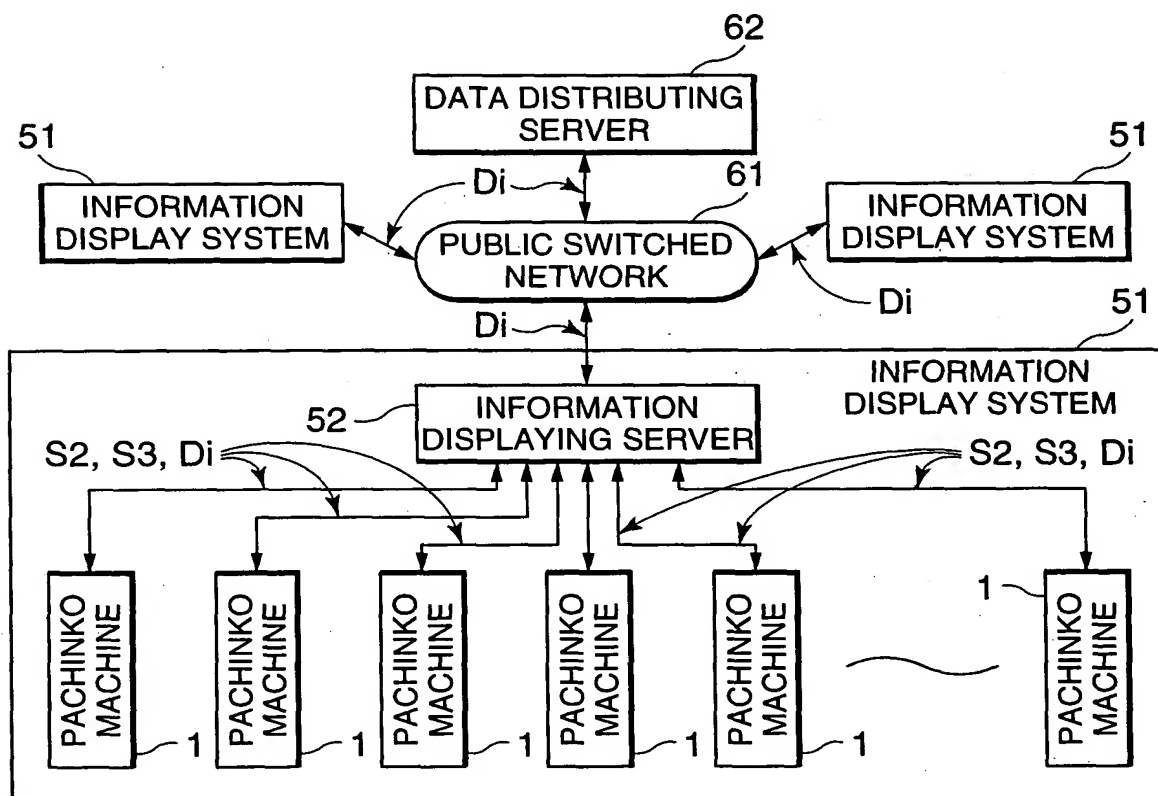 62
DATA DISTRIBUTING
SERVER
51
INFORMATION
DISPLAY SYSTEM
Di
61
51
INFORMATION
DISPLAY SYSTEM
PUBLIC SWITCHED
NETWORK
Di
Di
51
INFORMATION
DISPLAY SYSTEM
52
INFORMATION
DISPLAYING SERVER
S2, S3, Di
S2, S3, Di
PACHINKO
MACHINE
1
PACHINKO
MACHINE
1
PACHINKO
MACHINE
1
PACHINKO
MACHINE
1
PACHINKO
MACHINE
1
1
PACHINKO
MACHINE